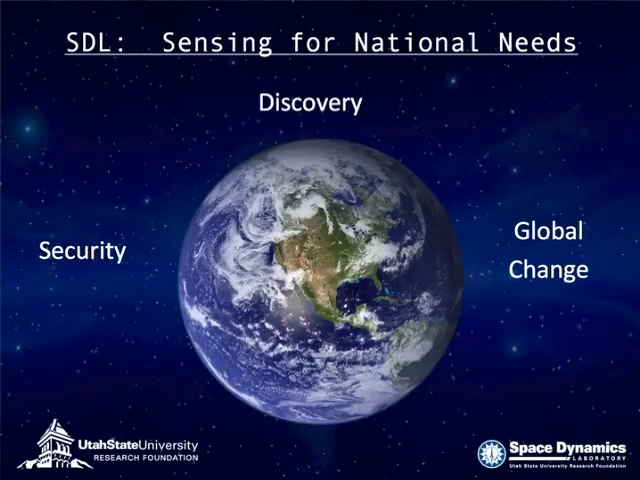 SDL: Sensing for National Needs
Discovery
Security
Global
Change
UtahStateUniversity
RESEARCH FOUNDATION
Space Dynamics
LABORATORY
Utah State University Research Foundation